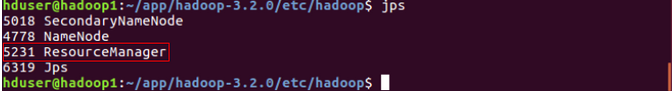 hduser@hadoop1:~/app/hadoop-3.2.0/etc/hadoop$ jps
5018 SecondaryNameNode
4778 NameNode
5231 ResourceManager
6319 Jps
hduser@hadoop1:~/app/hadoop-3.2.0/etc/hadoop$